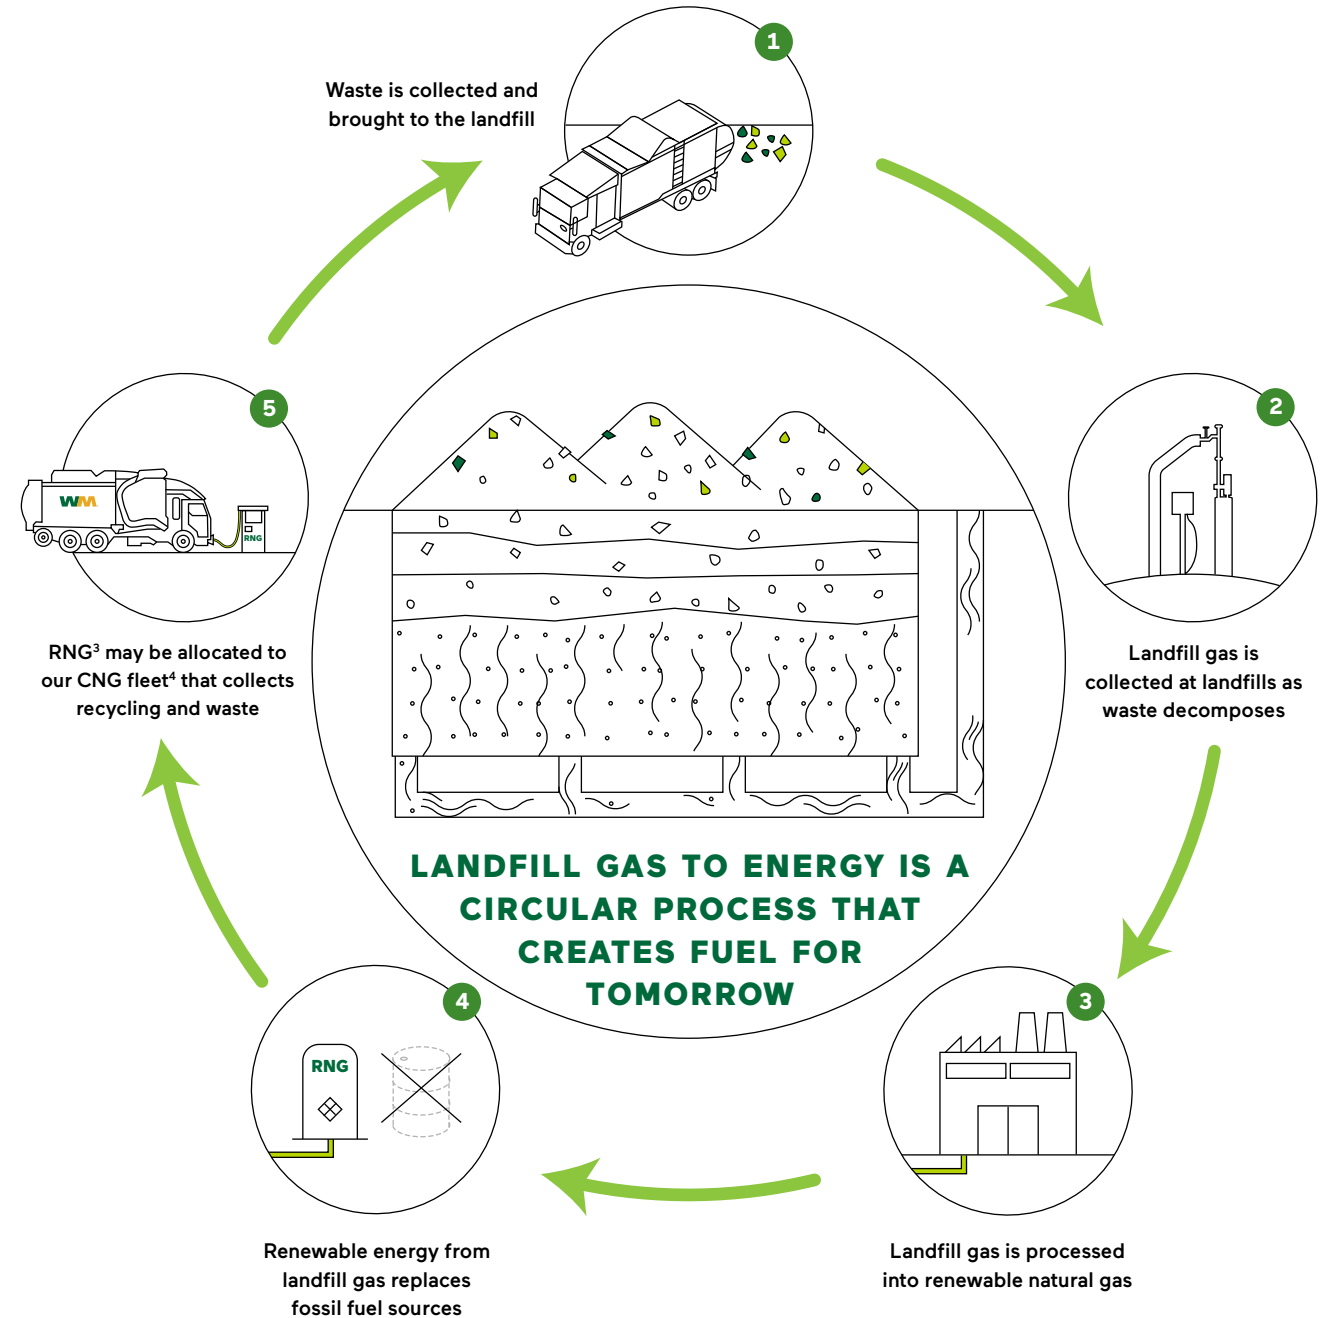 1
Waste is collected and
brought to the landfill
2
Landfill gas is
collected at landfills as
waste decomposes
3
Landfill gas is processed
into renewable natural gas
4
RNG
Renewable energy from
landfill gas replaces
fossil fuel sources
5
WM
RNG
RNG³ may be allocated to
our CNG fleet⁴ that collects
recycling and waste
LANDFILL GAS TO ENERGY IS A
CIRCULAR PROCESS THAT
CREATES FUEL FOR
TOMORROW